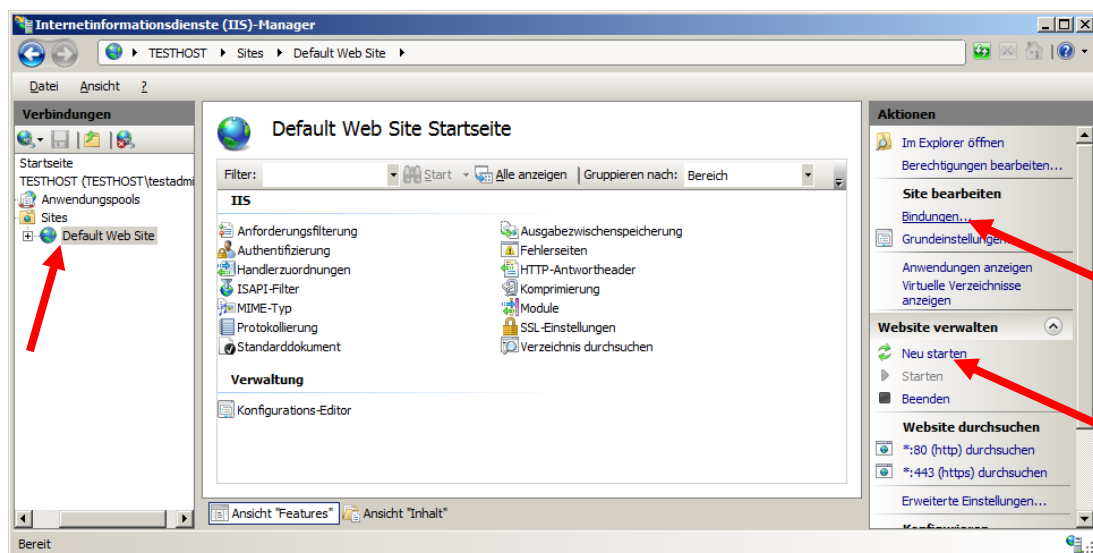 Internetinformationsdienste (IIS)-Manager
TESTHOST Sites Default Web Site
Datei Ansicht ?
Verbindungen
Startseite
TESTHOST (TESTHOST\testadmi
Anwendungspools
Sites
Default Web Site
Default Web Site Startseite
Filter: Start Alle anzeigen Gruppieren nach: Bereich
IIS
Anforderungsfilterung
Ausgabezwischenspeicherung
Authentifizierung
Fehlerseiten
Handlerzuordnungen
HTTP-Antwortheader
ISAPI-Filter
Komprimierung
MIME-Typ
Module
Protokollierung
SSL-Einstellungen
Standarddokument
Verzeichnis durchsuchen
Verwaltung
Konfigurations-Editor
Ansicht "Features" Ansicht "Inhalt"
Aktionen
Im Explorer öffnen
Berechtigungen bearbeiten...
Site bearbeiten
Bindungen...
Grundeinstellungen
Anwendungen anzeigen
Virtuelle Verzeichnisse
anzeigen
Website verwalten
Neu starten
Starten
Beenden
Website durchsuchen
*:80 (http) durchsuchen
*:443 (https) durchsuchen
Erweiterte Einstellungen...
Konfigurieren
Bereit